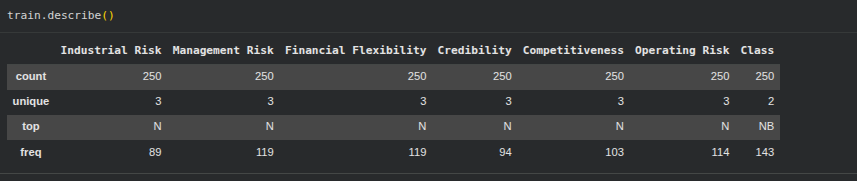 train.describe()
Industrial Risk Management Risk Financial Flexibility Credibility Competitiveness Operating Risk Class
count 250 250 250 250 250 250 250
unique 3 3 3 3 3 3 2
top N N N N N N NB
freq 89 119 119 94 103 114 143